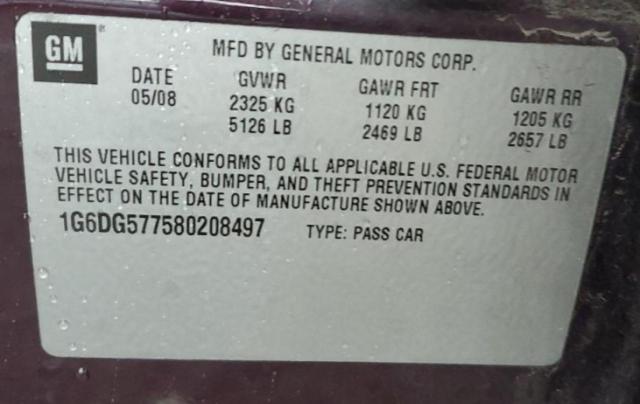 GM
MFD BY GENERAL MOTORS CORP.
DATE GVWR GAWR FRT GAWR RR
05/08 2325 KG 1120 KG 1205 KG
5126 LB 2469 LB 2657 LB
THIS VEHICLE CONFORMS TO ALL APPLICABLE U.S. FEDERAL MOTOR
VEHICLE SAFETY, BUMPER, AND THEFT PREVENTION STANDARDS IN
EFFECT ON THE DATE OF MANUFACTURE SHOWN ABOVE.
1G6DG577580208497 TYPE: PASS CAR